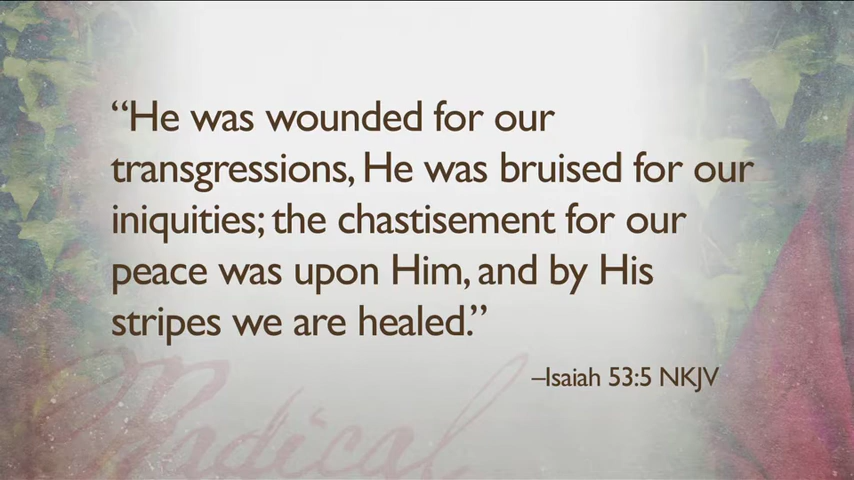 “He was wounded for our
transgressions, He was bruised for our
iniquities; the chastisement for our
peace was upon Him, and by His
stripes we are healed.”
–Isaiah 53:5 NKJV
Radical